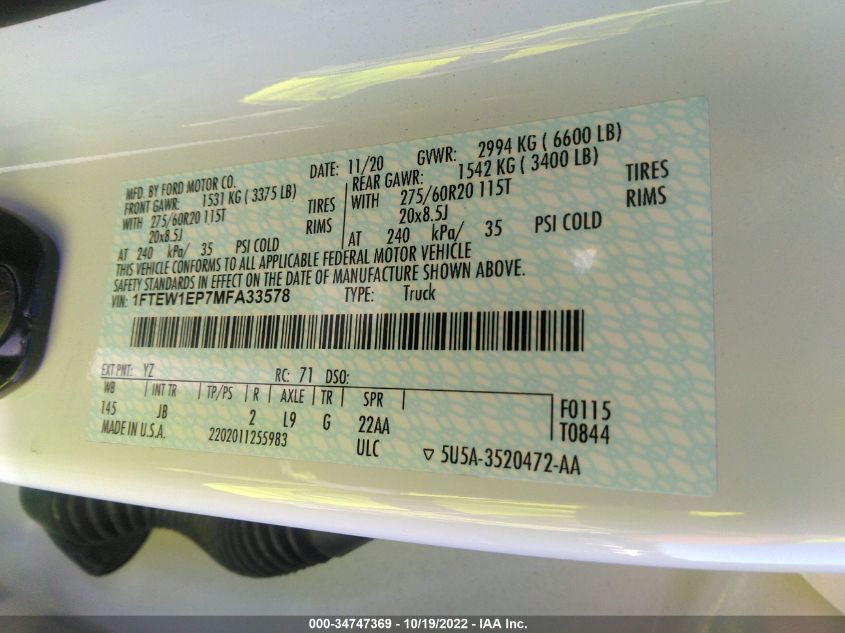 MFD. BY FORD MOTOR CO. DATE: 11/20 GVWR: 2994 KG ( 6600 LB)
FRONT GAWR: 1531 KG ( 3375 LB) REAR GAWR: 1542 KG ( 3400 LB)
WITH 275/60R20 115T TIRES WITH 275/60R20 115T TIRES
20x8.5J RIMS 20x8.5J RIMS
AT 240 kPa/ 35 PSI COLD AT 240 kPa/ 35 PSI COLD
THIS VEHICLE CONFORMS TO ALL APPLICABLE FEDERAL MOTOR VEHICLE
SAFETY STANDARDS IN EFFECT ON THE DATE OF MANUFACTURE SHOWN ABOVE.
VIN: 1FTEW1EP7MFA33578 TYPE: Truck
EXT PNT: YZ RC: 71 DSO:
WB INT TR TP/PS R AXLE TR SPR
145 JB 2 L9 G 22AA F0115
MADE IN U.S.A. 2202011255983 ULC T0844
▽ 5U5A-3520472-AA
000-34747369 - 10/19/2022 - IAA Inc.